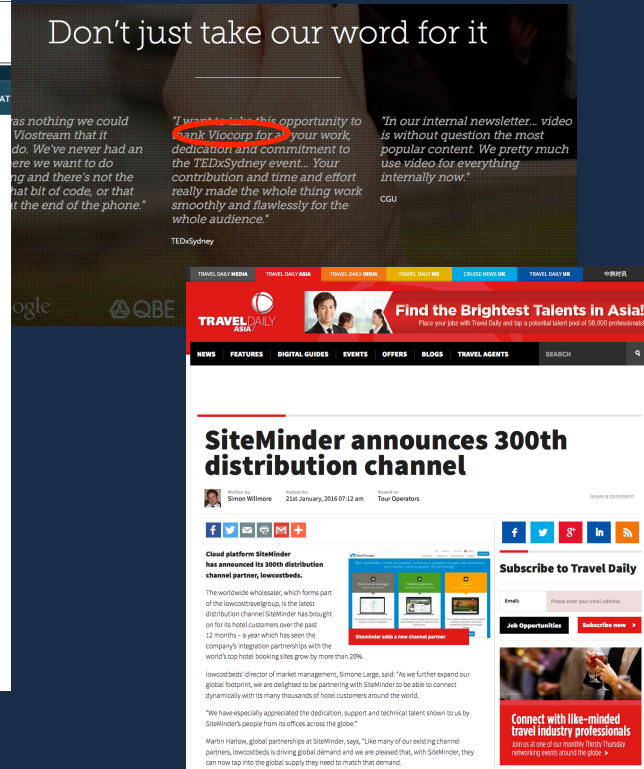 Don't just take our word for it
AT
as nothing we could
Viostream that it
do. We've never had an
ere we want to do
ng and there's not the
hat bit of code, or that
t the end of the phone."
"I want to take this opportunity to
thank Viocorp for all your work,
dedication and commitment to
the TEDxSydney event... Your
contribution and time and effort
really made the whole thing work
smoothly and flawlessly for the
whole audience."
TEDxSydney
"In our internal newsletter... video
is without question the most
popular content. We pretty much
use video for everything
internally now."
CGU
ogle
QBE
TRAVEL DAILY MEDIA
TRAVEL DAILY ASIA
TRAVEL DAILY INDIA
TRAVEL DAILY ME
CRUISE NEWS UK
TRAVEL DAILY UK
TRAVELDAILY
ASIA
Find the Brightest Talents in Asia!
Place your jobs with Travel Daily and tap a potential talent pool of 58,000 professionals!
NEWS
FEATURES
DIGITAL GUIDES
EVENTS
OFFERS
BLOGS
TRAVEL AGENTS
SEARCH
SiteMinder announces 300th
distribution channel
Written by:
Simon Willmore
Posted On:
21st January, 2016 07:12 am
Posted in:
Tour Operators
leave a comment
Cloud platform SiteMinder
has announced its 300th distribution
channel partner, lowcostbeds.
The worldwide wholesaler, which forms part
of the lowcosttravelgroup, is the latest
distribution channel SiteMinder has brought
on for its hotel customers over the past
12 months – a year which has seen the
company's integration partnerships with the
world's top hotel booking sites grow by more than 20%.
Siteminder adds a new channel partner
lowcostbeds' director of market management, Simone Large, said: "As we further expand our
global footprint, we are delighted to be partnering with SiteMinder to be able to connect
dynamically with its many thousands of hotel customers around the world.
"We have especially appreciated the dedication, support and technical talent shown to us by
SiteMinder's people from its offices across the globe."
Martin Harlow, global partnerships at SiteMinder, says, "Like many of our existing channel
partners, lowcostbeds is driving global demand and we are pleased that, with SiteMinder, they
can now tap into the global supply they need to match that demand.
Subscribe to Travel Daily
Email:
Please enter your email address
Job Opportunities
Subscribe now
Connect with like-minded
travel industry professionals
Join us at one of our monthly Thirsty Thursday
networking events around the globe